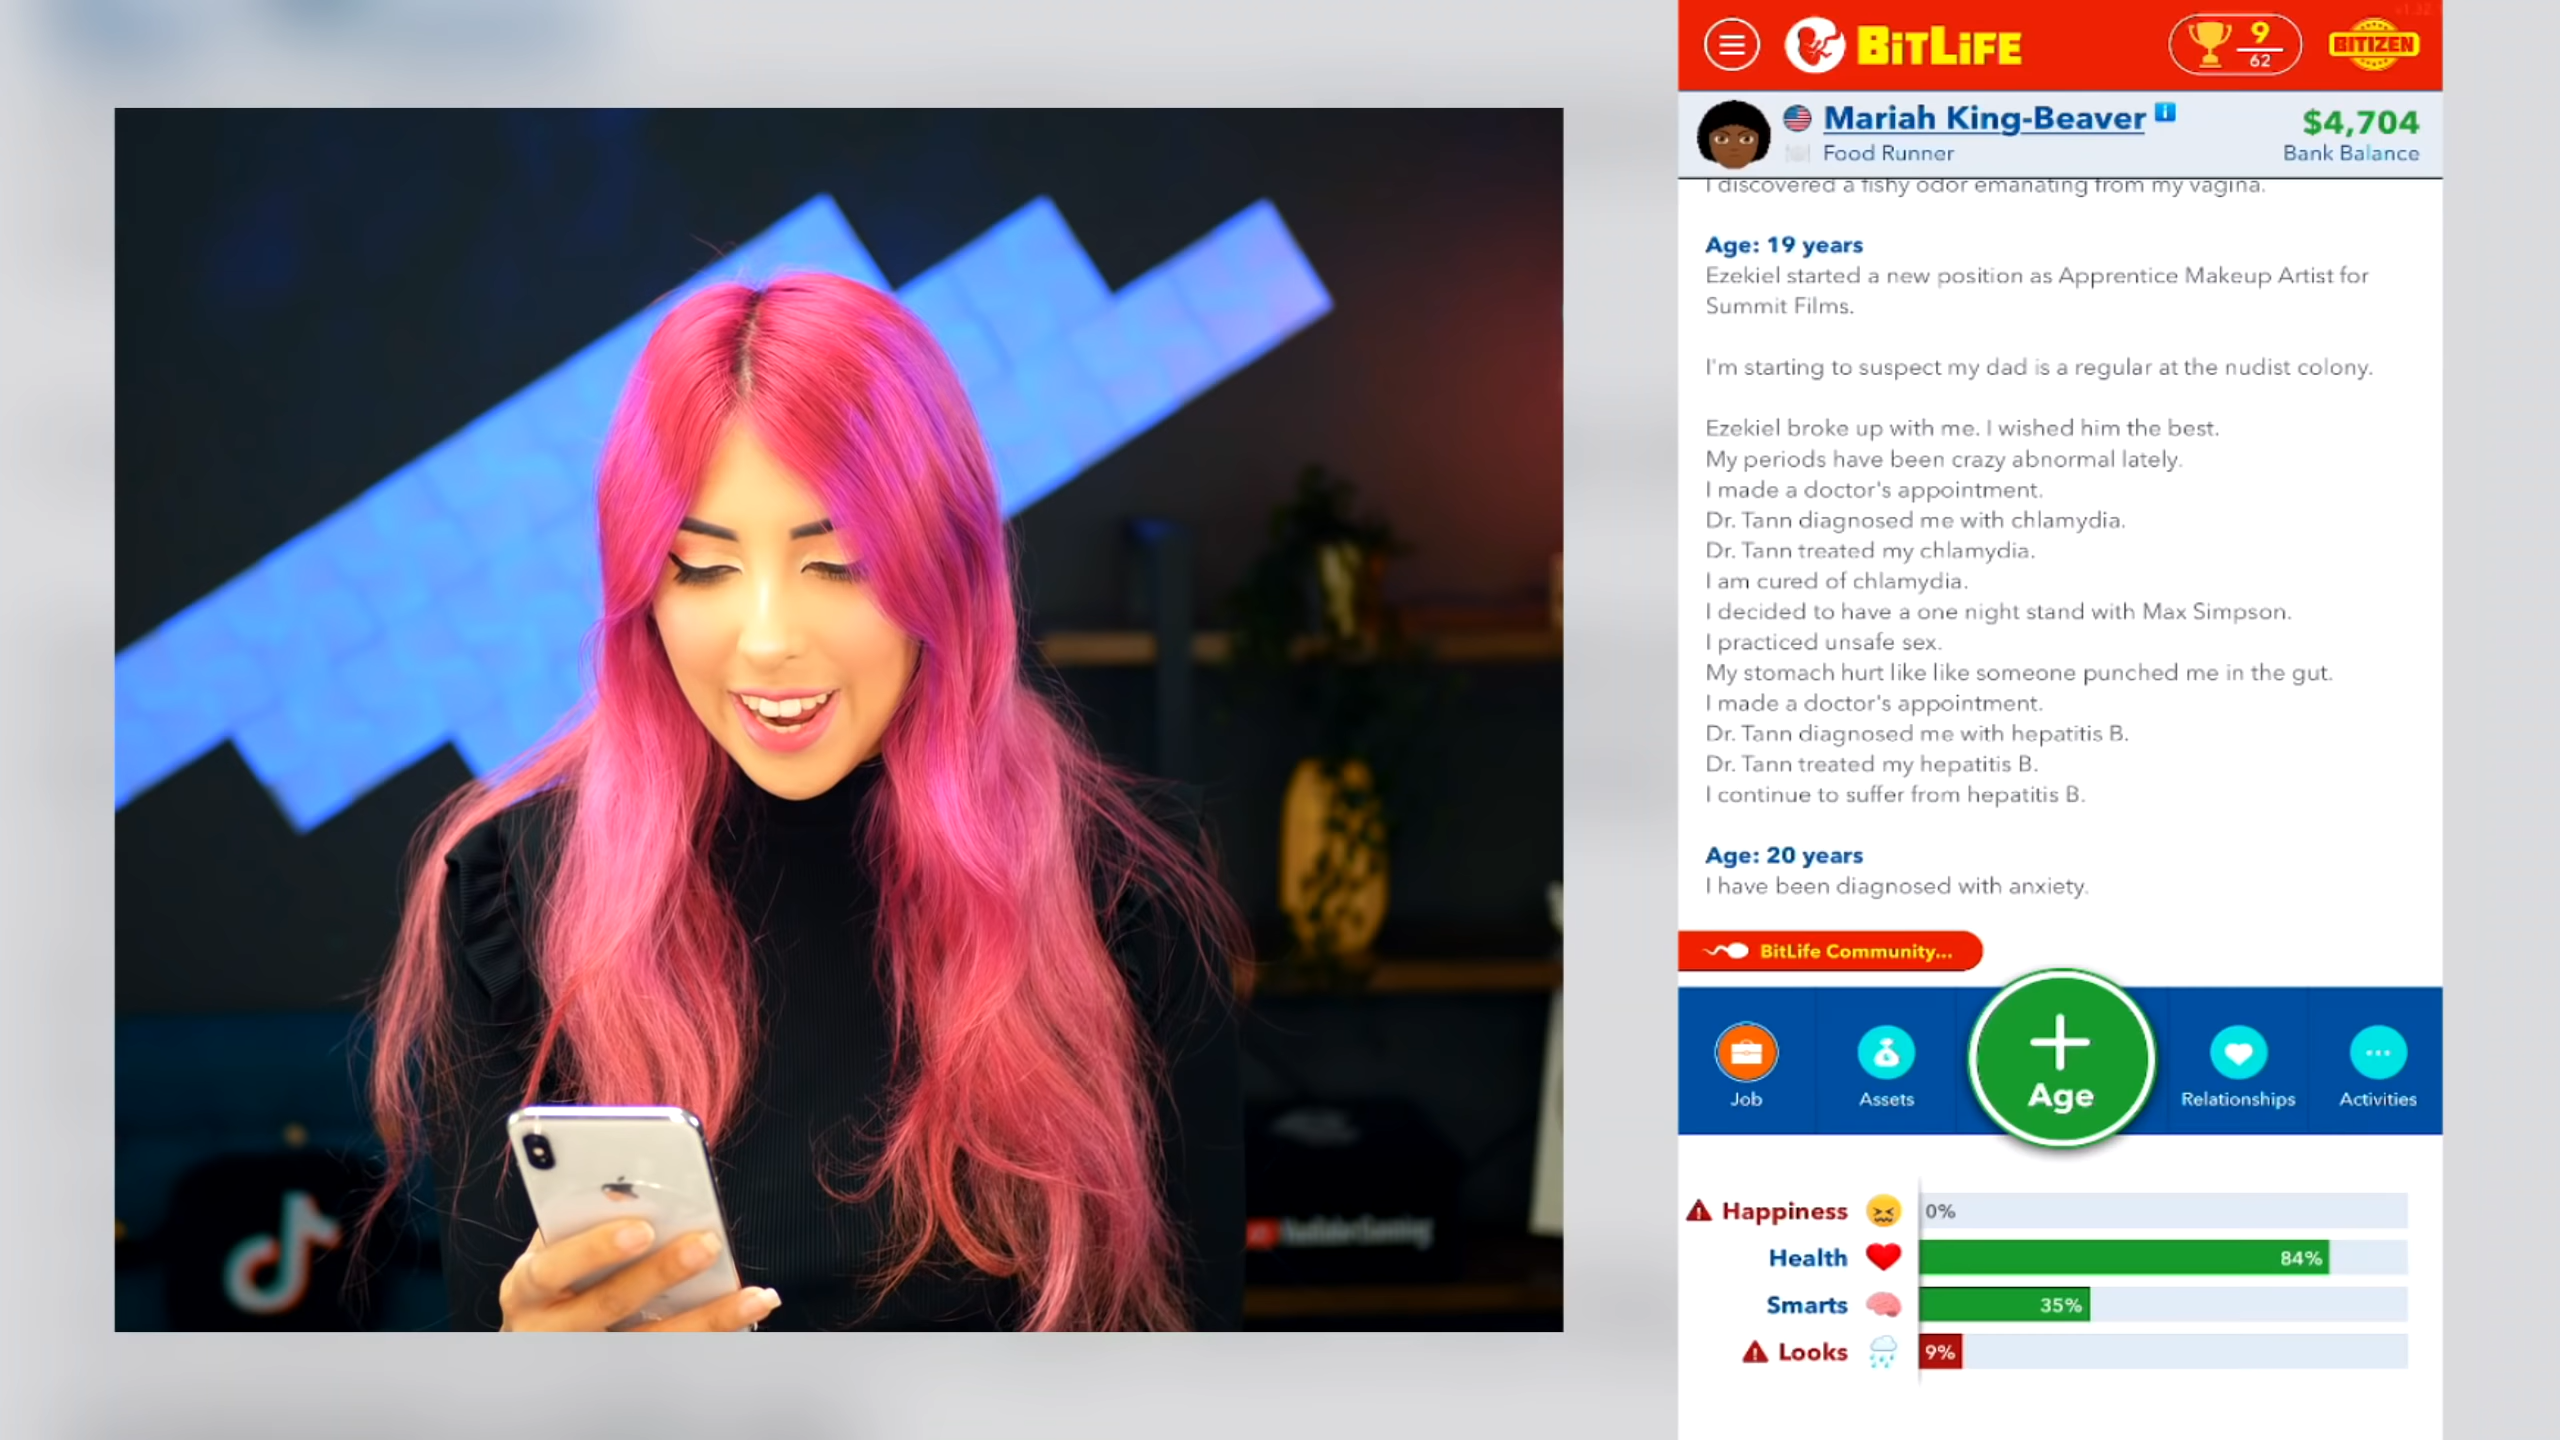 BiTLiFE
9
62
BITIZEN
Mariah King-Beaver
$4,704
Food Runner
Bank Balance
I discovered a fishy odor emanating from my vagina.
Age: 19 years
Ezekiel started a new position as Apprentice Makeup Artist for
Summit Films.
I'm starting to suspect my dad is a regular at the nudist colony.
Ezekiel broke up with me. I wished him the best.
My periods have been crazy abnormal lately.
I made a doctor's appointment.
Dr. Tann diagnosed me with chlamydia.
Dr. Tann treated my chlamydia.
I am cured of chlamydia.
I decided to have a one night stand with Max Simpson.
I practiced unsafe sex.
My stomach hurt like like someone punched me in the gut.
I made a doctor's appointment.
Dr. Tann diagnosed me with hepatitis B.
Dr. Tann treated my hepatitis B.
I continue to suffer from hepatitis B.
Age: 20 years
I have been diagnosed with anxiety.
BitLife Community...
Job
Assets
Age
Relationships
Activities
Happiness
0%
Health
84%
Smarts
35%
Looks
9%
YouTube Gaming